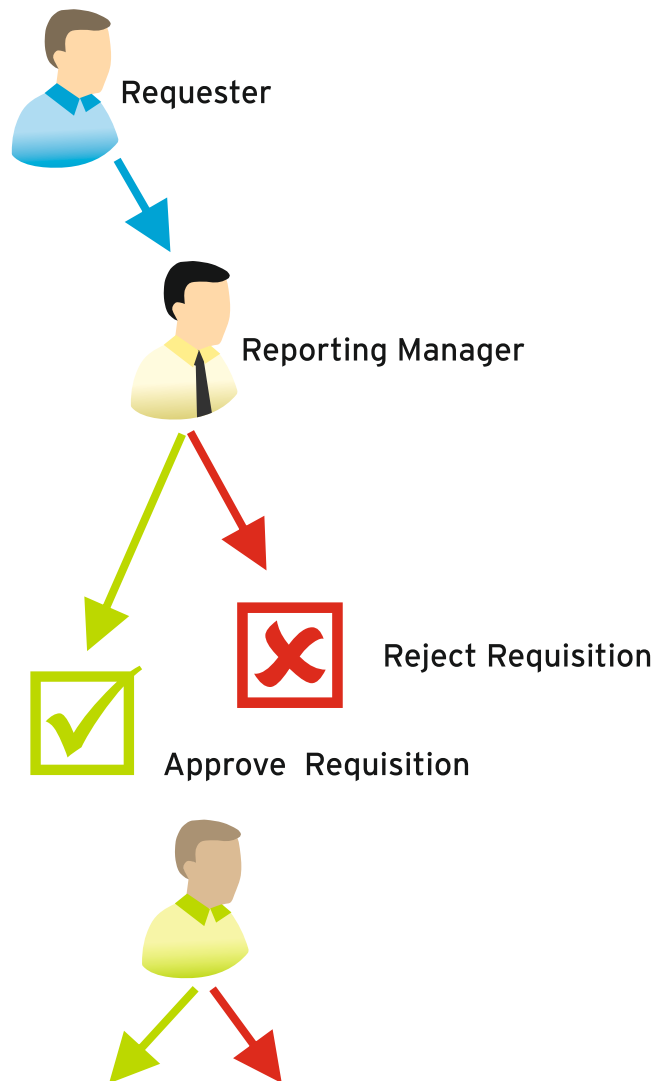 Requester
Reporting Manager
Reject Requisition
Approve Requisition